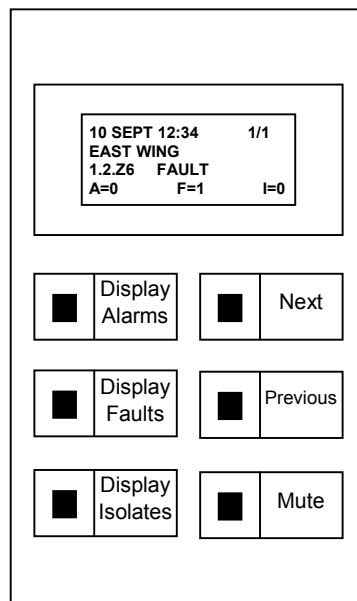 10 SEPT 12:34 1/1
EAST WING
1.2.Z6 FAULT
A=0 F=1 I=0
Display
Alarms
Next
Display
Faults
Previous
Display
Isolates
Mute